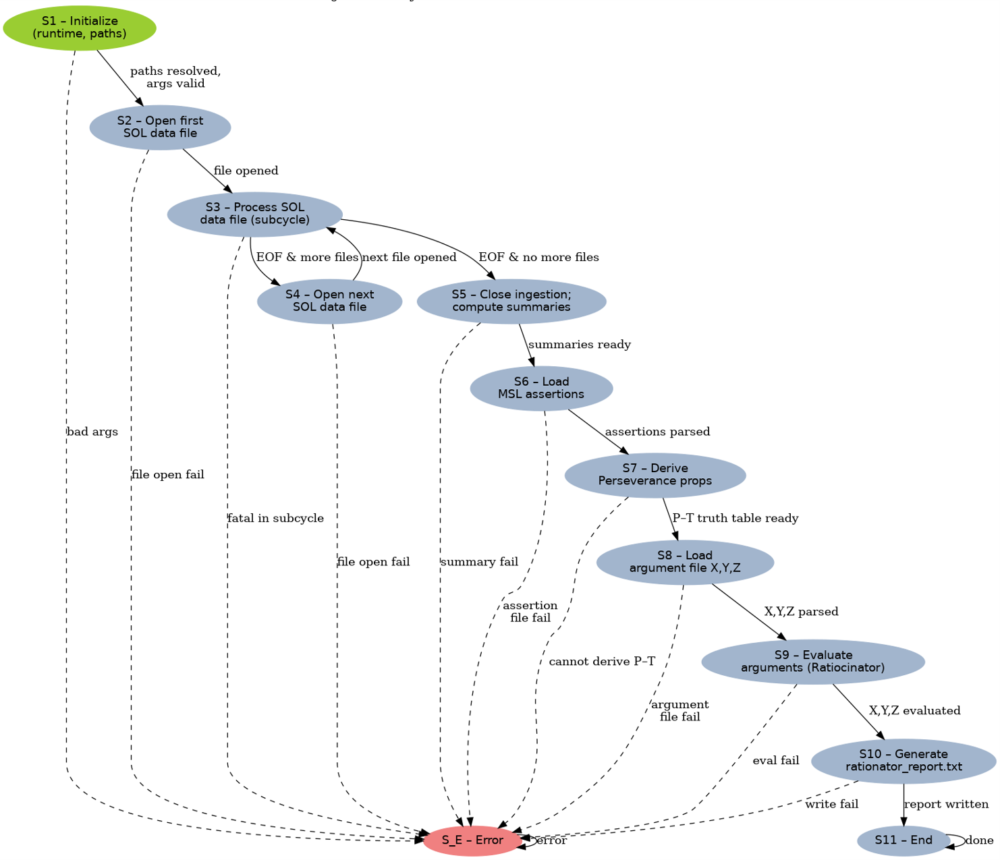 S1 – Initialize
(runtime, paths)
paths resolved,
args valid
S2 – Open first
SOL data file
file opened
S3 – Process SOL
data file (subcycle)
EOF & more files
next file opened
EOF & no more files
S4 – Open next
SOL data file
S5 – Close ingestion;
compute summaries
summaries ready
S6 – Load
MSL assertions
bad args
assertions parsed
file open fail
S7 – Derive
Perseverance props
fatal in subcycle
P–T truth table ready
file open fail
summary fail
S8 – Load
argument file X,Y,Z
assertion
file fail
X,Y,Z parsed
cannot derive P–T
S9 – Evaluate
arguments (Ratiocinator)
argument
file fail
X,Y,Z evaluated
eval fail
S10 – Generate
rationator_report.txt
write fail
report written
S_E – Error
error
S11 – End
done